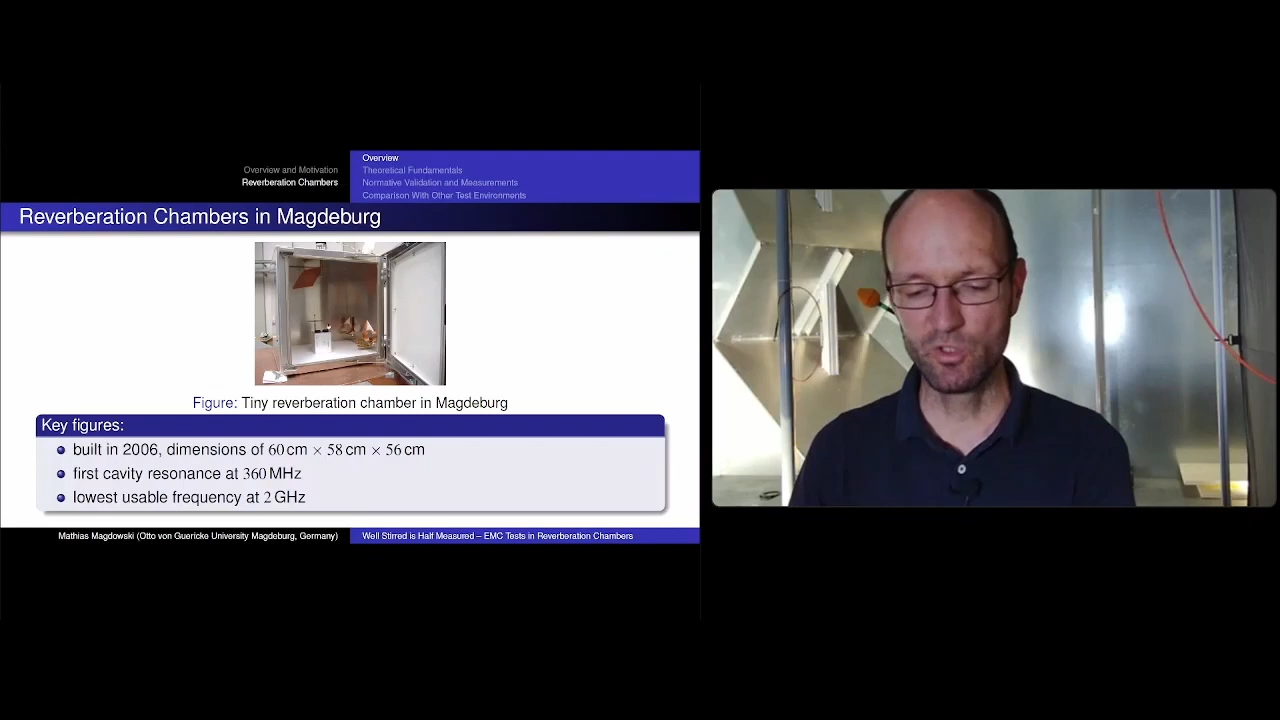 Overview and Motivation
Reverberation Chambers
Overview
Theoretical Fundamentals
Normative Validation and Measurements
Comparison With Other Test Environments
Reverberation Chambers in Magdeburg
Figure: Tiny reverberation chamber in Magdeburg
Key figures:
built in 2006, dimensions of 60 cm × 58 cm × 56 cm
first cavity resonance at 360 MHz
lowest usable frequency at 2 GHz
Mathias Magdowski (Otto von Guericke University Magdeburg, Germany)
Well Stirred is Half Measured – EMC Tests in Reverberation Chambers